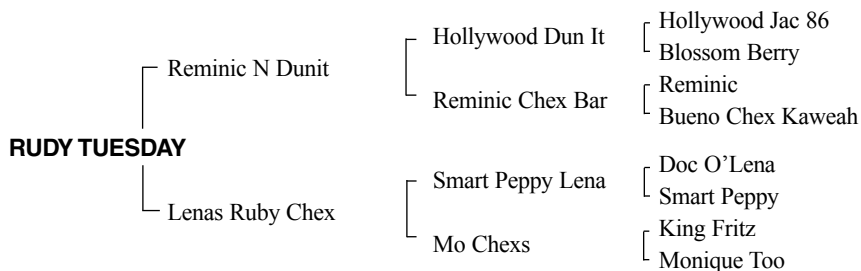 Hollywood Jac 86
Hollywood Dun It
Blossom Berry
Reminic N Dunit
Reminic
Reminic Chex Bar
Bueno Chex Kaweah
RUDY TUESDAY
Doc O’Lena
Smart Peppy Lena
Smart Peppy
Lenas Ruby Chex
King Fritz
Mo Chexs
Monique Too